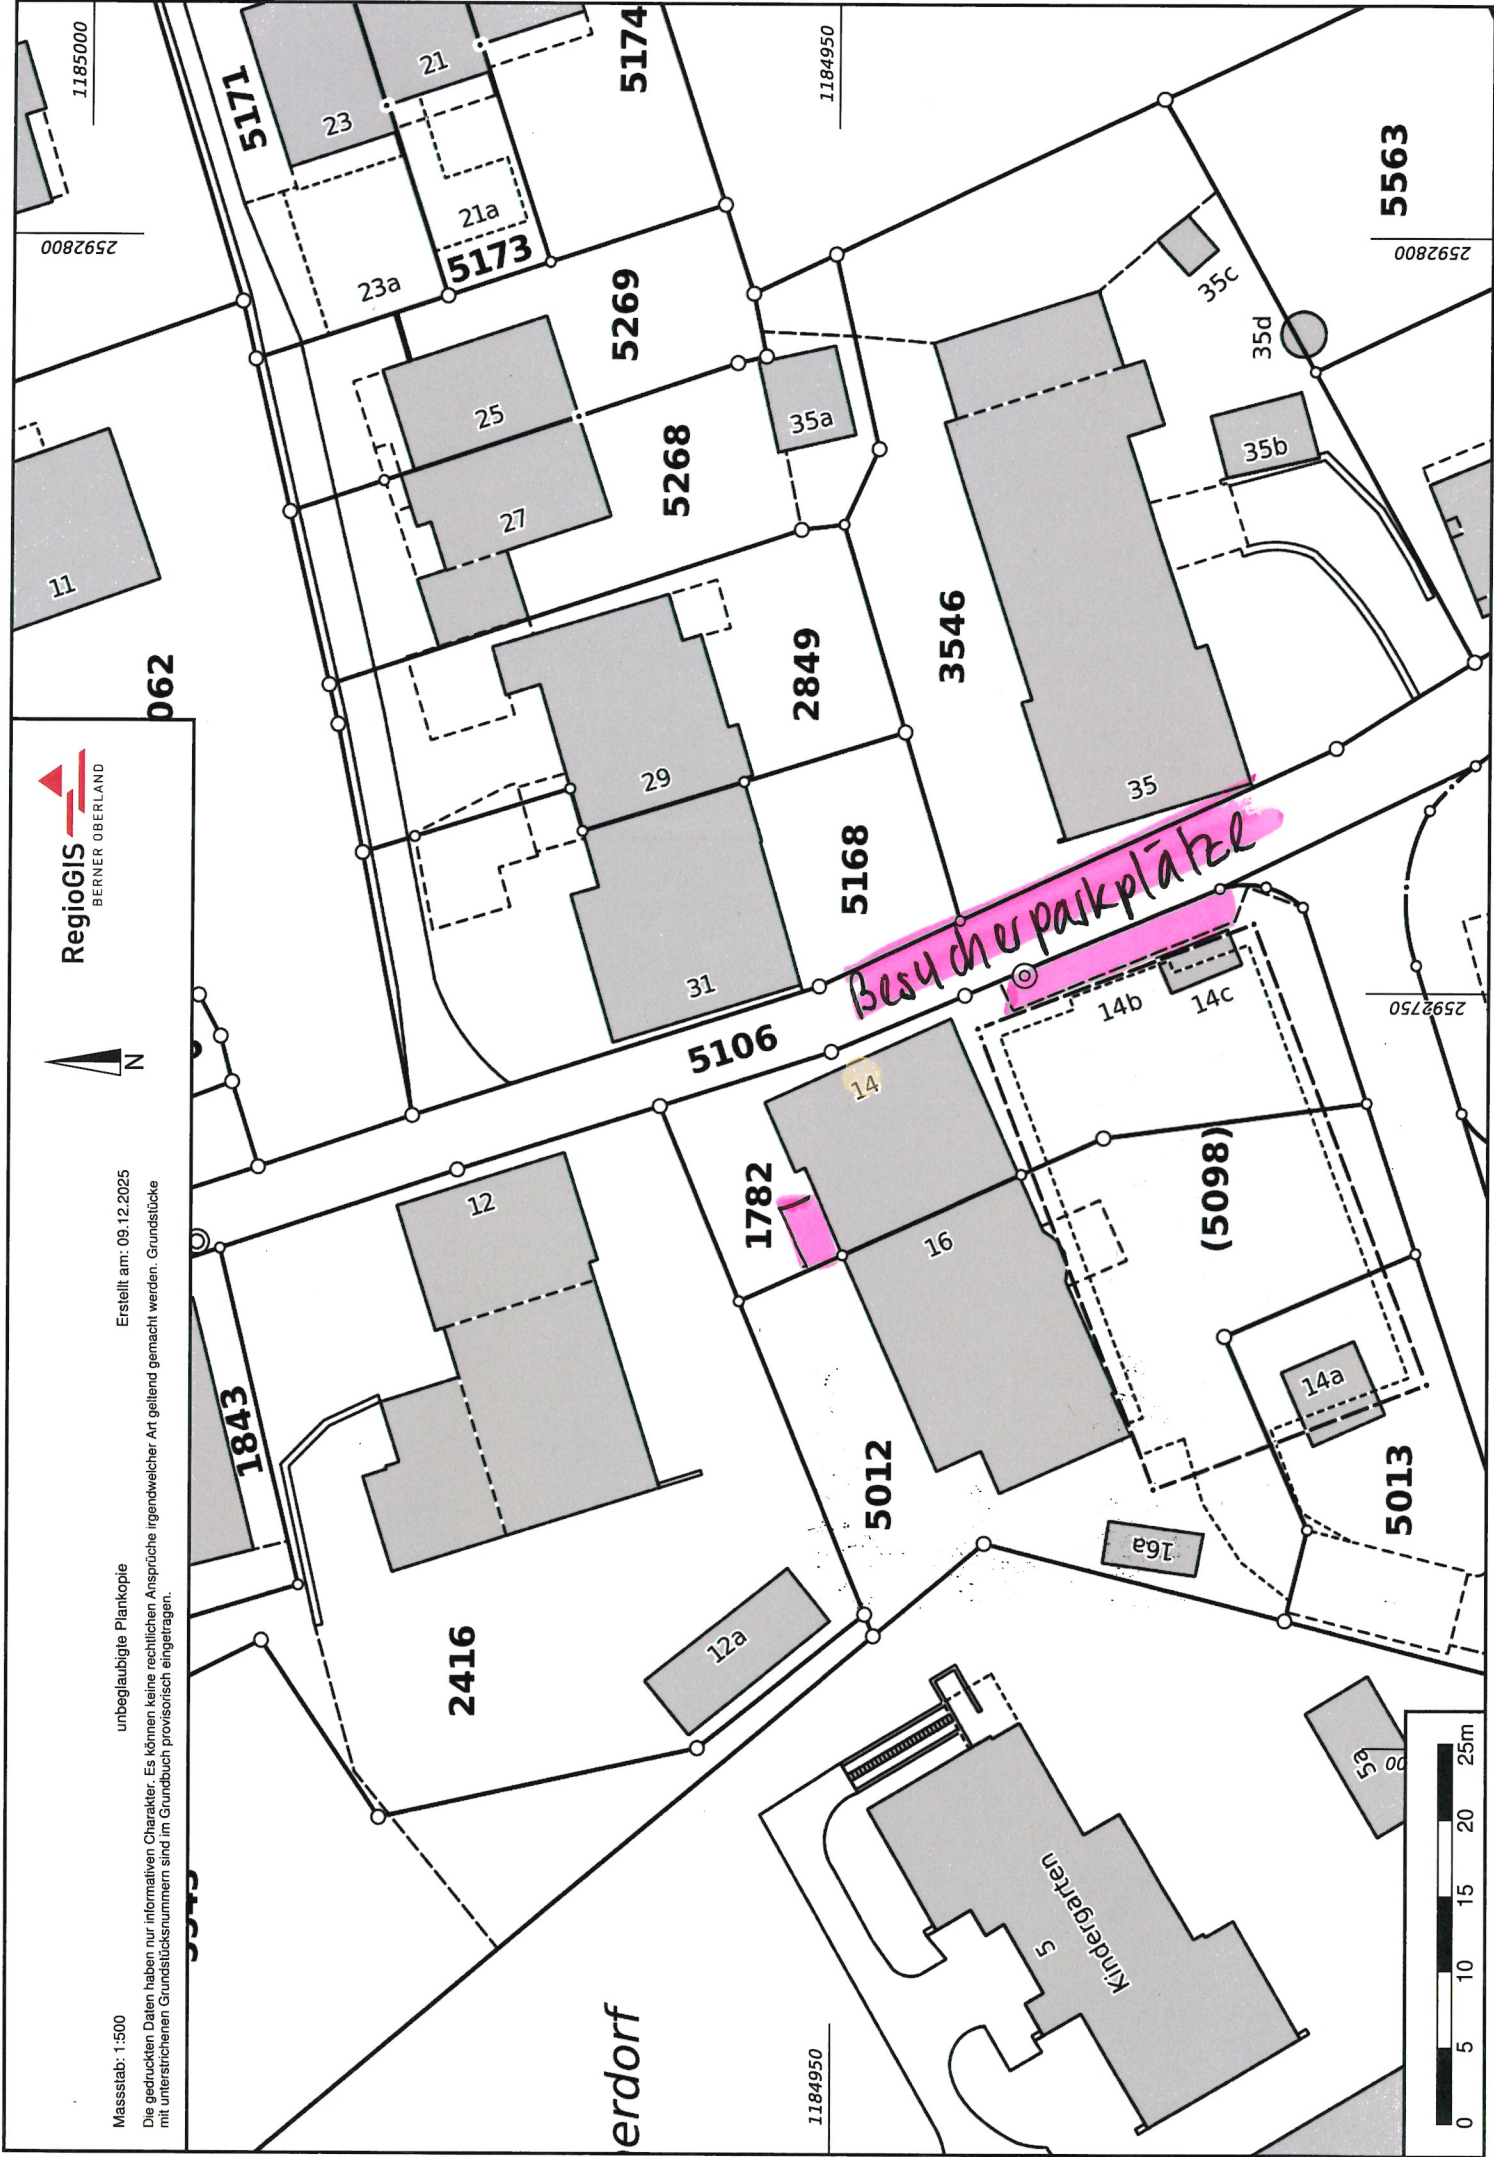 RegioGIS
BERNER OBERLAND
N
Massstab: 1:500
unbeglaubigte Plankopie
Erstellt am: 09.12.2025
Die gedruckten Daten haben nur informativen Charakter. Es können keine rechtlichen Ansprüche irgendwelcher Art geltend gemacht werden. Grundstücke
mit unterstrichenen Grundstücksnummern sind im Grundbuch provisorisch eingetragen.
1185000
2592800
5171
23
21
5174
1184950
21a
5173
23a
5269
25
5268
27
35a
35c
35d
35b
5563
2592800
11
062
2849
3546
29
5168
35
31
Besucherparkplätze
5106
14b
14c
2592750
14
12
1782
16
(5098)
1843
5012
14a
5013
16a
2416
12a
erdorf
1184950
5
Kindergarten
5a
00
0 5 10 15 20 25m